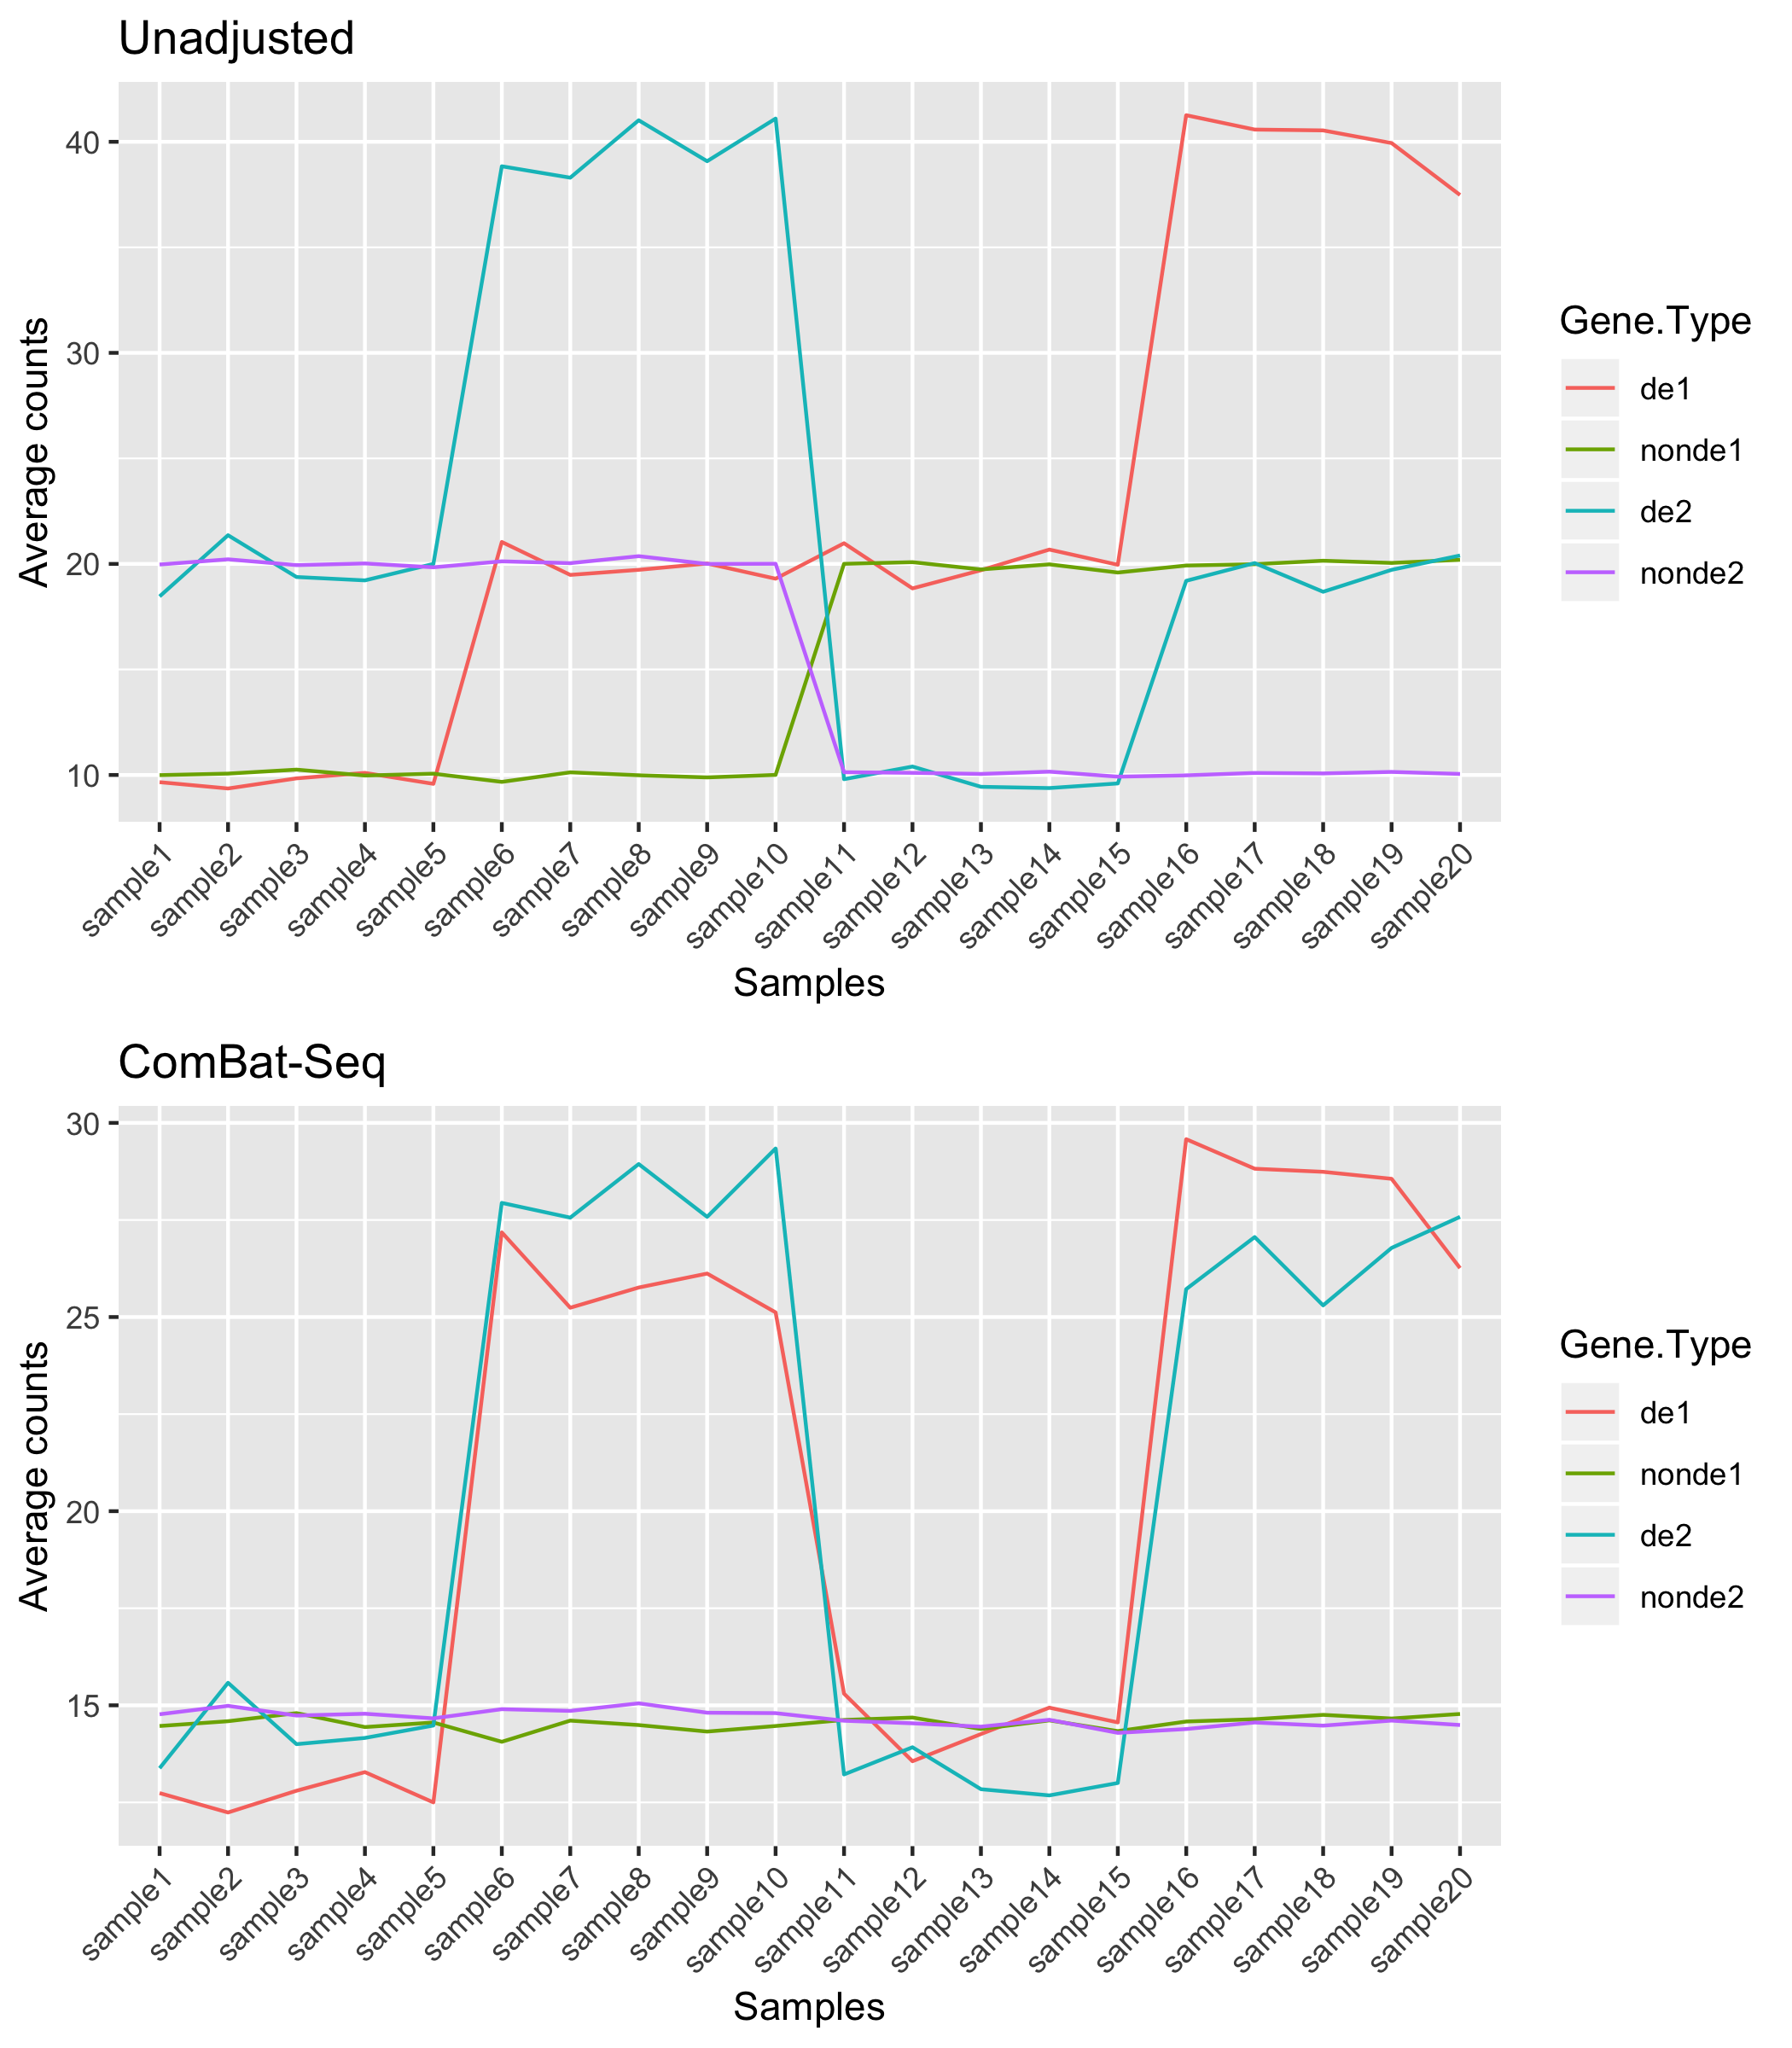 Unadjusted
Average counts
40
30
20
10
sample1
sample2
sample3
sample4
sample5
sample6
sample7
sample8
sample9
sample10
sample11
sample12
sample13
sample14
sample15
sample16
sample17
sample18
sample19
sample20
Samples
Gene.Type
de1
nonde1
de2
nonde2
ComBat-Seq
Average counts
30
25
20
15
sample1
sample2
sample3
sample4
sample5
sample6
sample7
sample8
sample9
sample10
sample11
sample12
sample13
sample14
sample15
sample16
sample17
sample18
sample19
sample20
Samples
Gene.Type
de1
nonde1
de2
nonde2